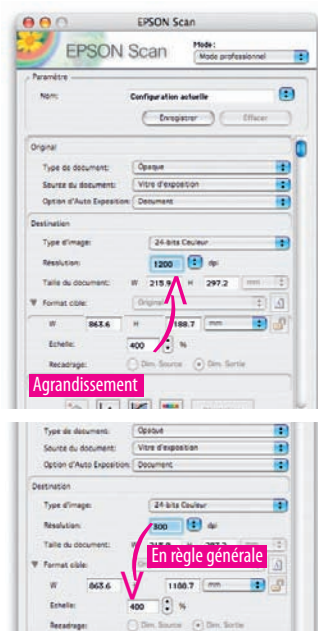 EPSON Scan
EPSON Scan
Mode :
Mode professionnel
Paramètre
Nom: Configuration actuelle
Enregistrer Effacer
Original
Type de document: Opaque
Source du document: Vitre d'exposition
Option d'Auto Exposition: Document
Destination
Type d'image: 24-bits Couleur
Résolution: 1200 dpi
Taille du document: W 215.9 H 297.2 mm
Format cible: Original
W 863.6 H 1188.7 mm
Echelle: 400 %
Recadrage: Dim. Source Dim. Sortie
Agrandissement
Type de document: Opaque
Source du document: Vitre d'exposition
Option d'Auto Exposition: Document
Destination
Type d'image: 24-bits Couleur
Résolution: 300 dpi
Taille du document: W
En règle générale
Format cible:
W 863.6 H 1188.7 mm
Echelle: 400 %
Recadrage: Dim. Source Dim. Sortie